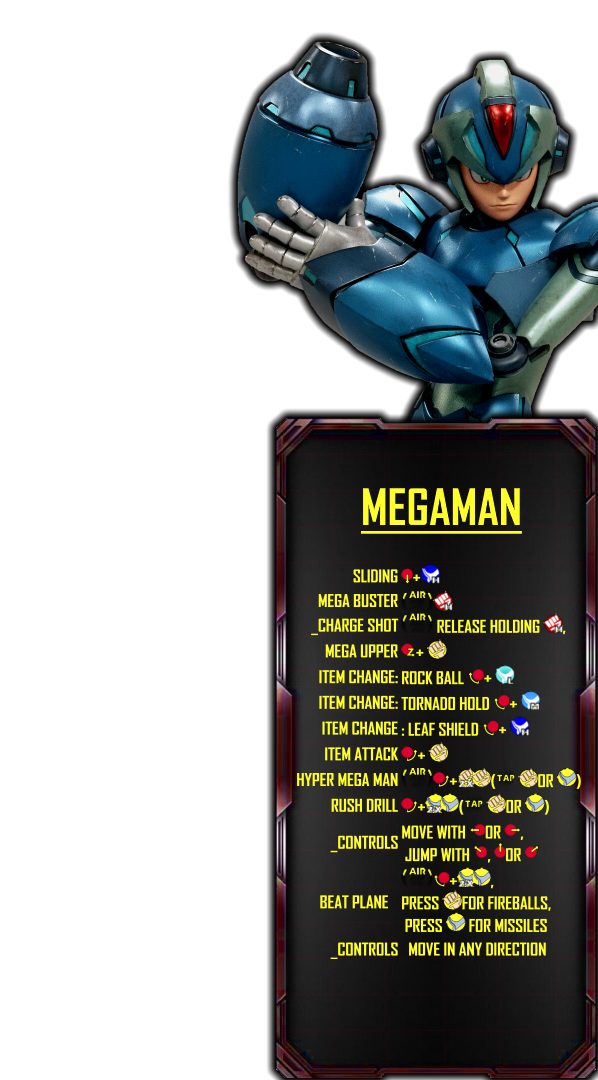 MEGAMAN
SLIDING +
MEGA BUSTER (AIR)
_CHARGE SHOT (AIR) RELEASE HOLDING ,
MEGA UPPER +
ITEM CHANGE: ROCK BALL +
ITEM CHANGE: TORNADO HOLD +
ITEM CHANGE : LEAF SHIELD +
ITEM ATTACK +
HYPER MEGA MAN (AIR) + 2X (TAP OR )
RUSH DRILL + 2X (TAP OR )
_CONTROLS MOVE WITH OR ,
JUMP WITH , OR
(AIR) + 2X ,
BEAT PLANE PRESS FOR FIREBALLS,
PRESS FOR MISSILES
_CONTROLS MOVE IN ANY DIRECTION